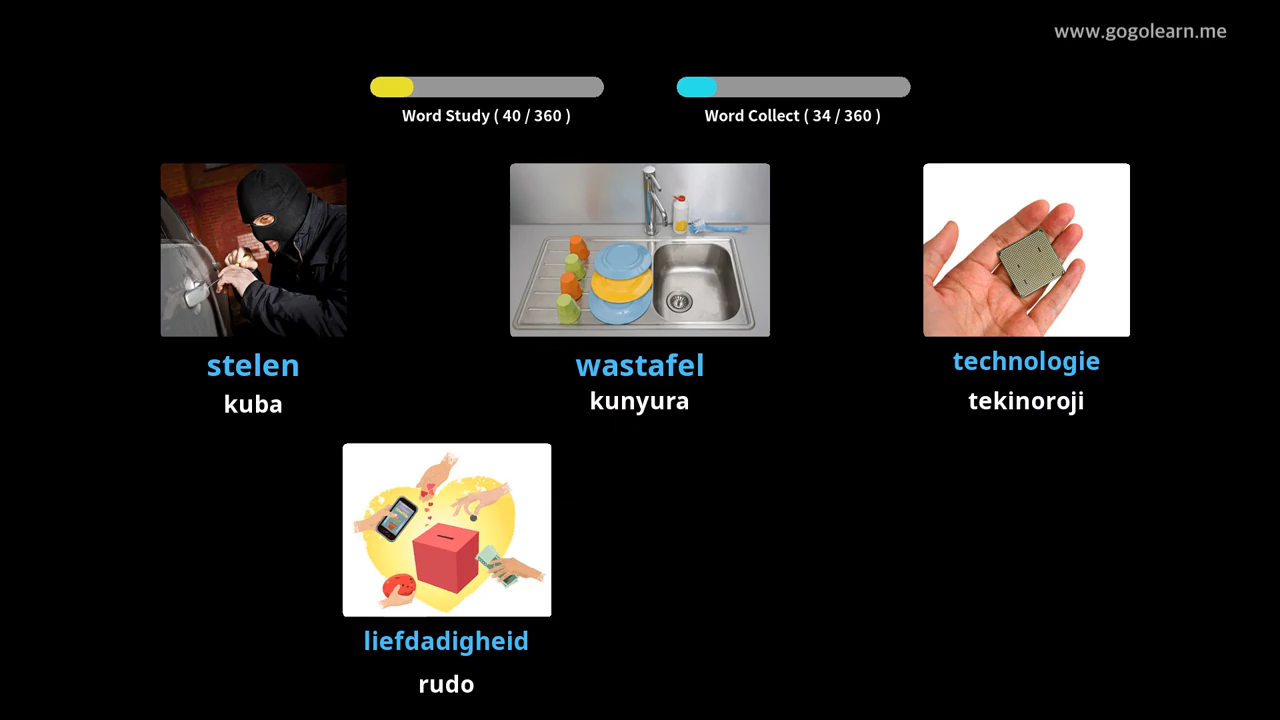 www.gogolearn.me
Word Study ( 40 / 360 )
Word Collect ( 34 / 360 )
stelen
kuba
wastafel
kunyura
technologie
tekinoroji
liefdadigheid
rudo